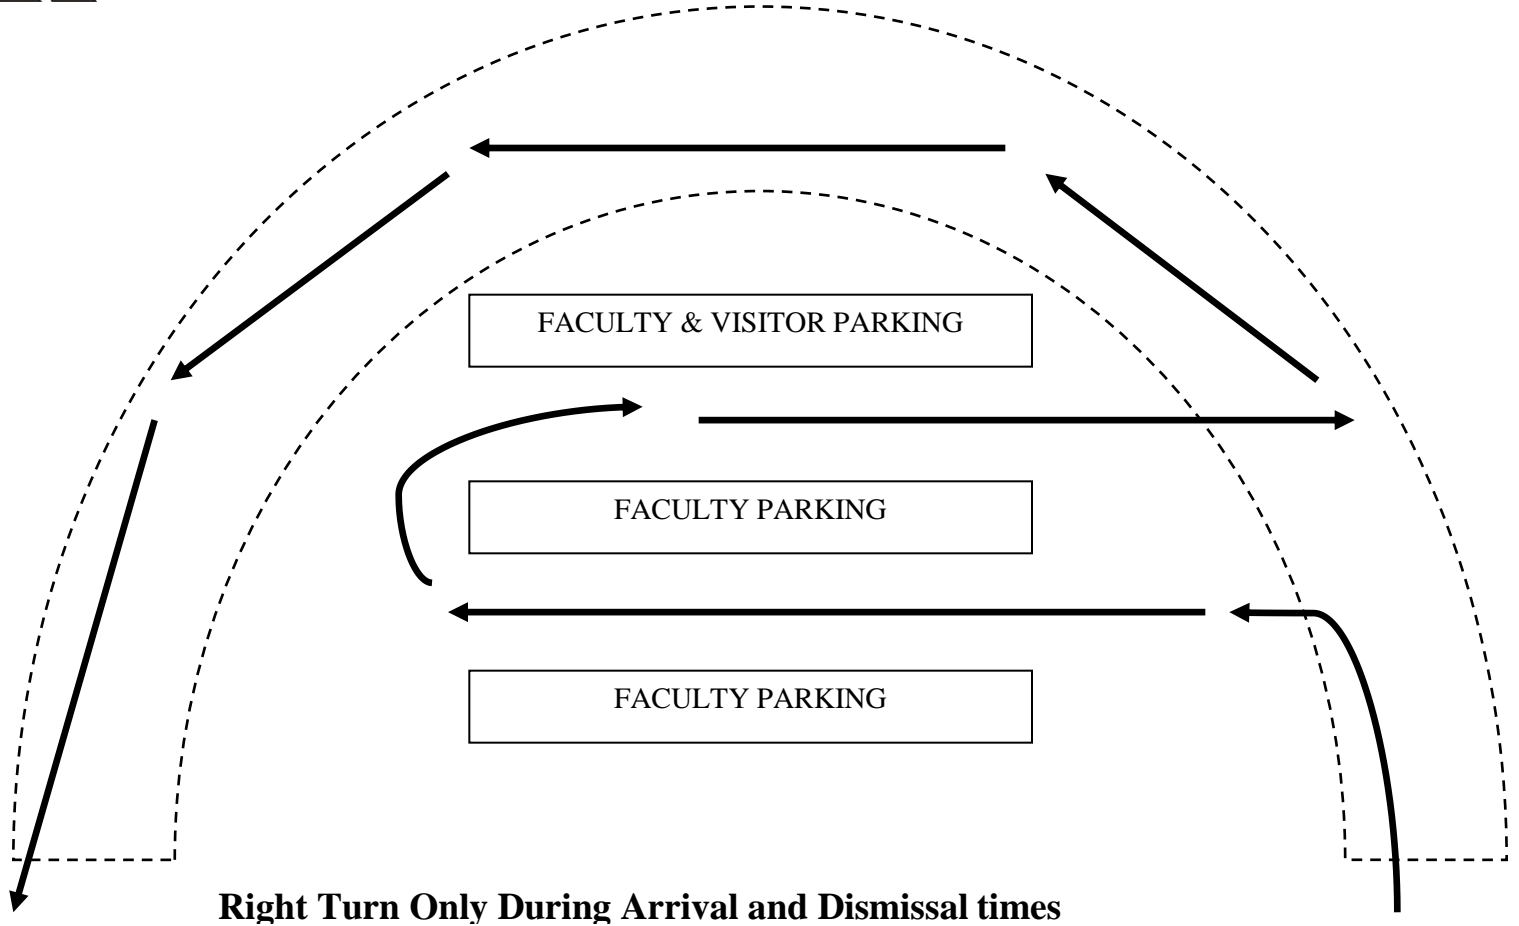 FACULTY & VISITOR PARKING
FACULTY PARKING
FACULTY PARKING
Right Turn Only During Arrival and Dismissal times